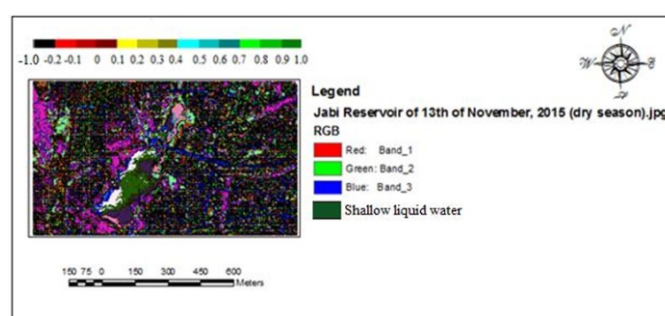 N
W
E
S
-1.0 -0.2 -0.1 0 0.1 0.2 0.3 0.4 0.5 0.6 0.7 0.8 0.9 1.0
Legend
Jabi Reservoir of 13th of November, 2015 (dry season).jpg
RGB
Red: Band_1
Green: Band_2
Blue: Band_3
Shallow liquid water
150 75 0 150 300 450 600
Meters